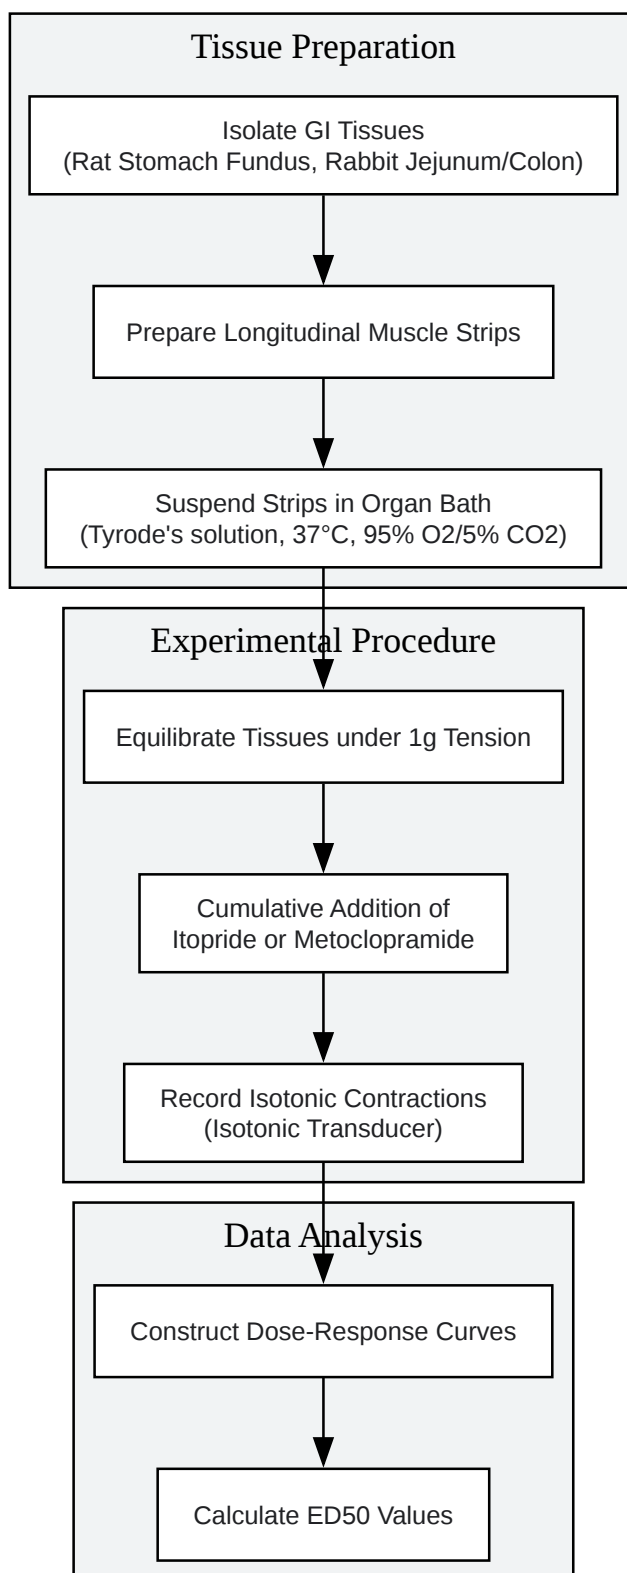 Tissue Preparation
Isolate GI Tissues
(Rat Stomach Fundus, Rabbit Jejunum/Colon)
Prepare Longitudinal Muscle Strips
Suspend Strips in Organ Bath
(Tyrode's solution, 37°C, 95% O2/5% CO2)
Experimental Procedure
Equilibrate Tissues under 1g Tension
Cumulative Addition of
Itopride or Metoclopramide
Record Isotonic Contractions
(Isotonic Transducer)
Data Analysis
Construct Dose-Response Curves
Calculate ED50 Values